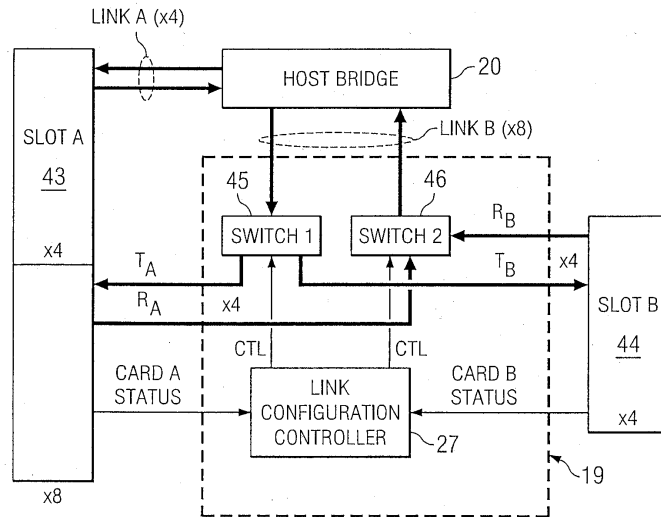 LINK A (x4)
HOST BRIDGE
20
SLOT A
43
x4
LINK B (x8)
45
46
SWITCH 1
SWITCH 2
R_B
T_A
T_B
x4
R_A
x4
SLOT B
44
CTL
CTL
CARD A
STATUS
LINK
CONFIGURATION
CONTROLLER
27
CARD B
STATUS
x4
19
x8